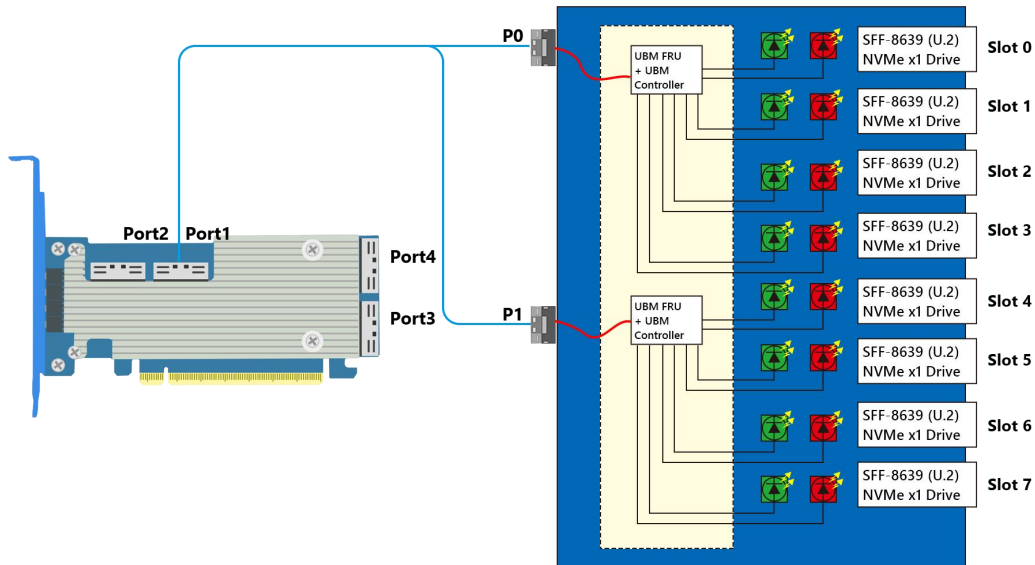 P0
UBM FRU
+ UBM
Controller
SFF-8639 (U.2)
NVMe x1 Drive
Slot 0
SFF-8639 (U.2)
NVMe x1 Drive
Slot 1
SFF-8639 (U.2)
NVMe x1 Drive
Slot 2
SFF-8639 (U.2)
NVMe x1 Drive
Slot 3
Port2
Port1
Port4
Port3
P1
UBM FRU
+ UBM
Controller
SFF-8639 (U.2)
NVMe x1 Drive
Slot 4
SFF-8639 (U.2)
NVMe x1 Drive
Slot 5
SFF-8639 (U.2)
NVMe x1 Drive
Slot 6
SFF-8639 (U.2)
NVMe x1 Drive
Slot 7